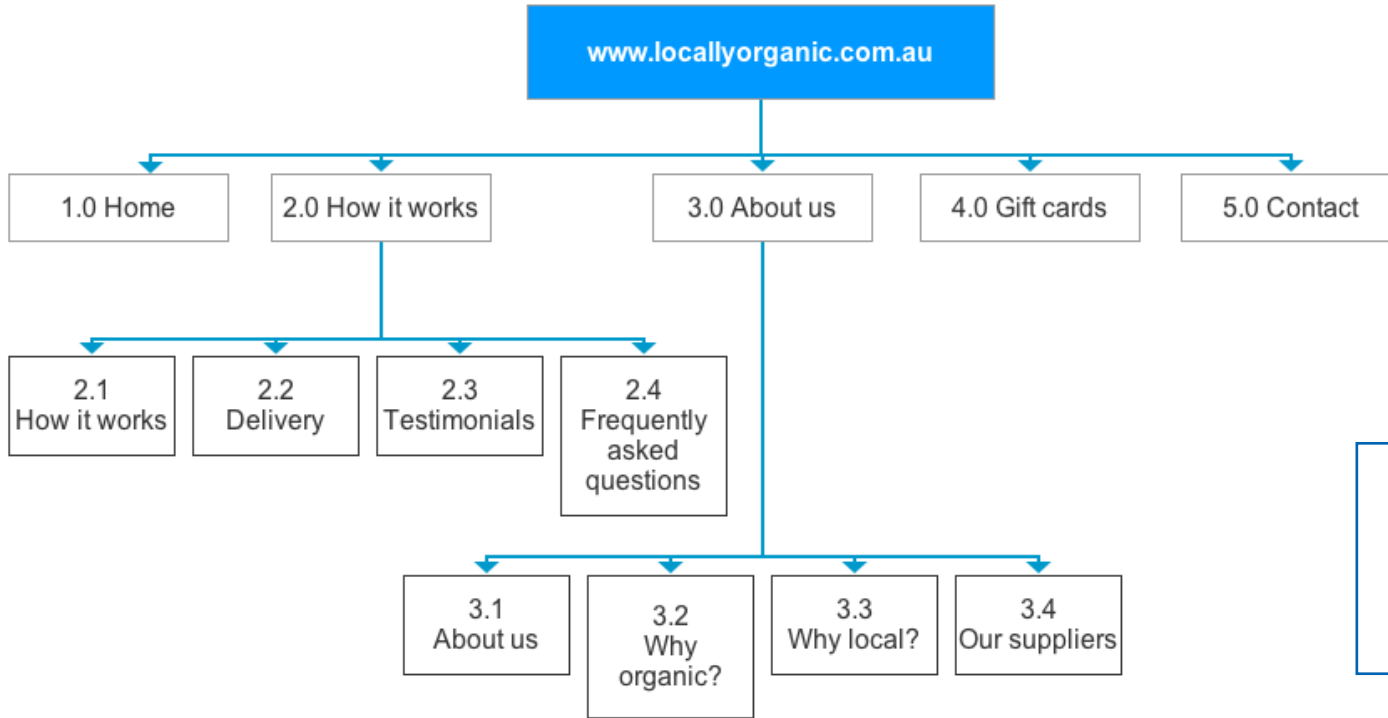 www.locallyorganic.com.au
1.0 Home
2.0 How it works
3.0 About us
4.0 Gift cards
5.0 Contact
2.1
How it works
2.2
Delivery
2.3
Testimonials
2.4
Frequently
asked
questions
3.1
About us
3.2
Why
organic?
3.3
Why local?
3.4
Our suppliers